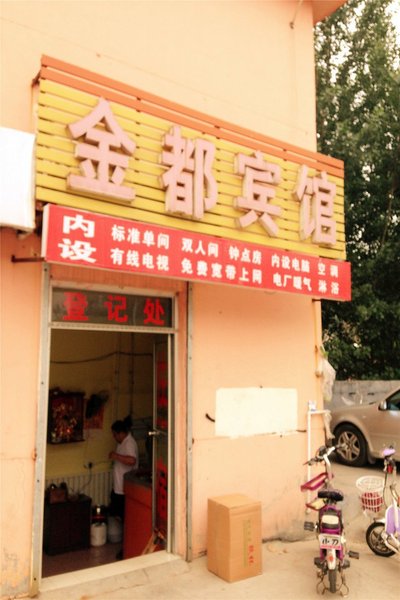 金都宾馆
内设
标准单间 双人间 钟点房 内设电脑 空调
有线电视 免费宽带上网 电厂暖气 淋浴
登记处
小刀